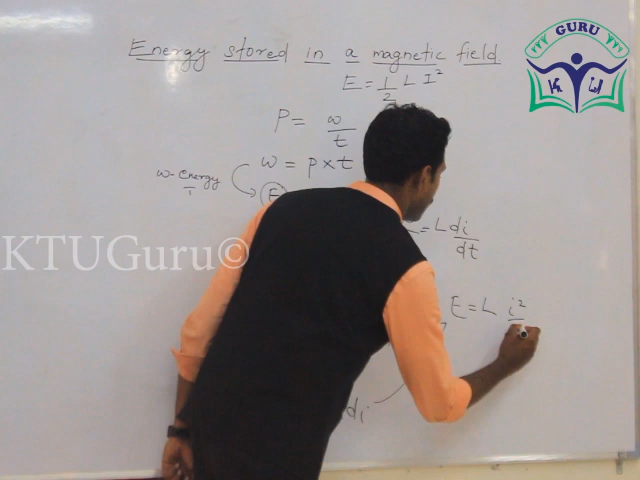 Energy stored in a magnetic field
E = 1/2 L I²
P = w/t
w = p × t
w - Energy
E
= L di/dt
E = L i²
di
KTUGuru©
GURU
K U